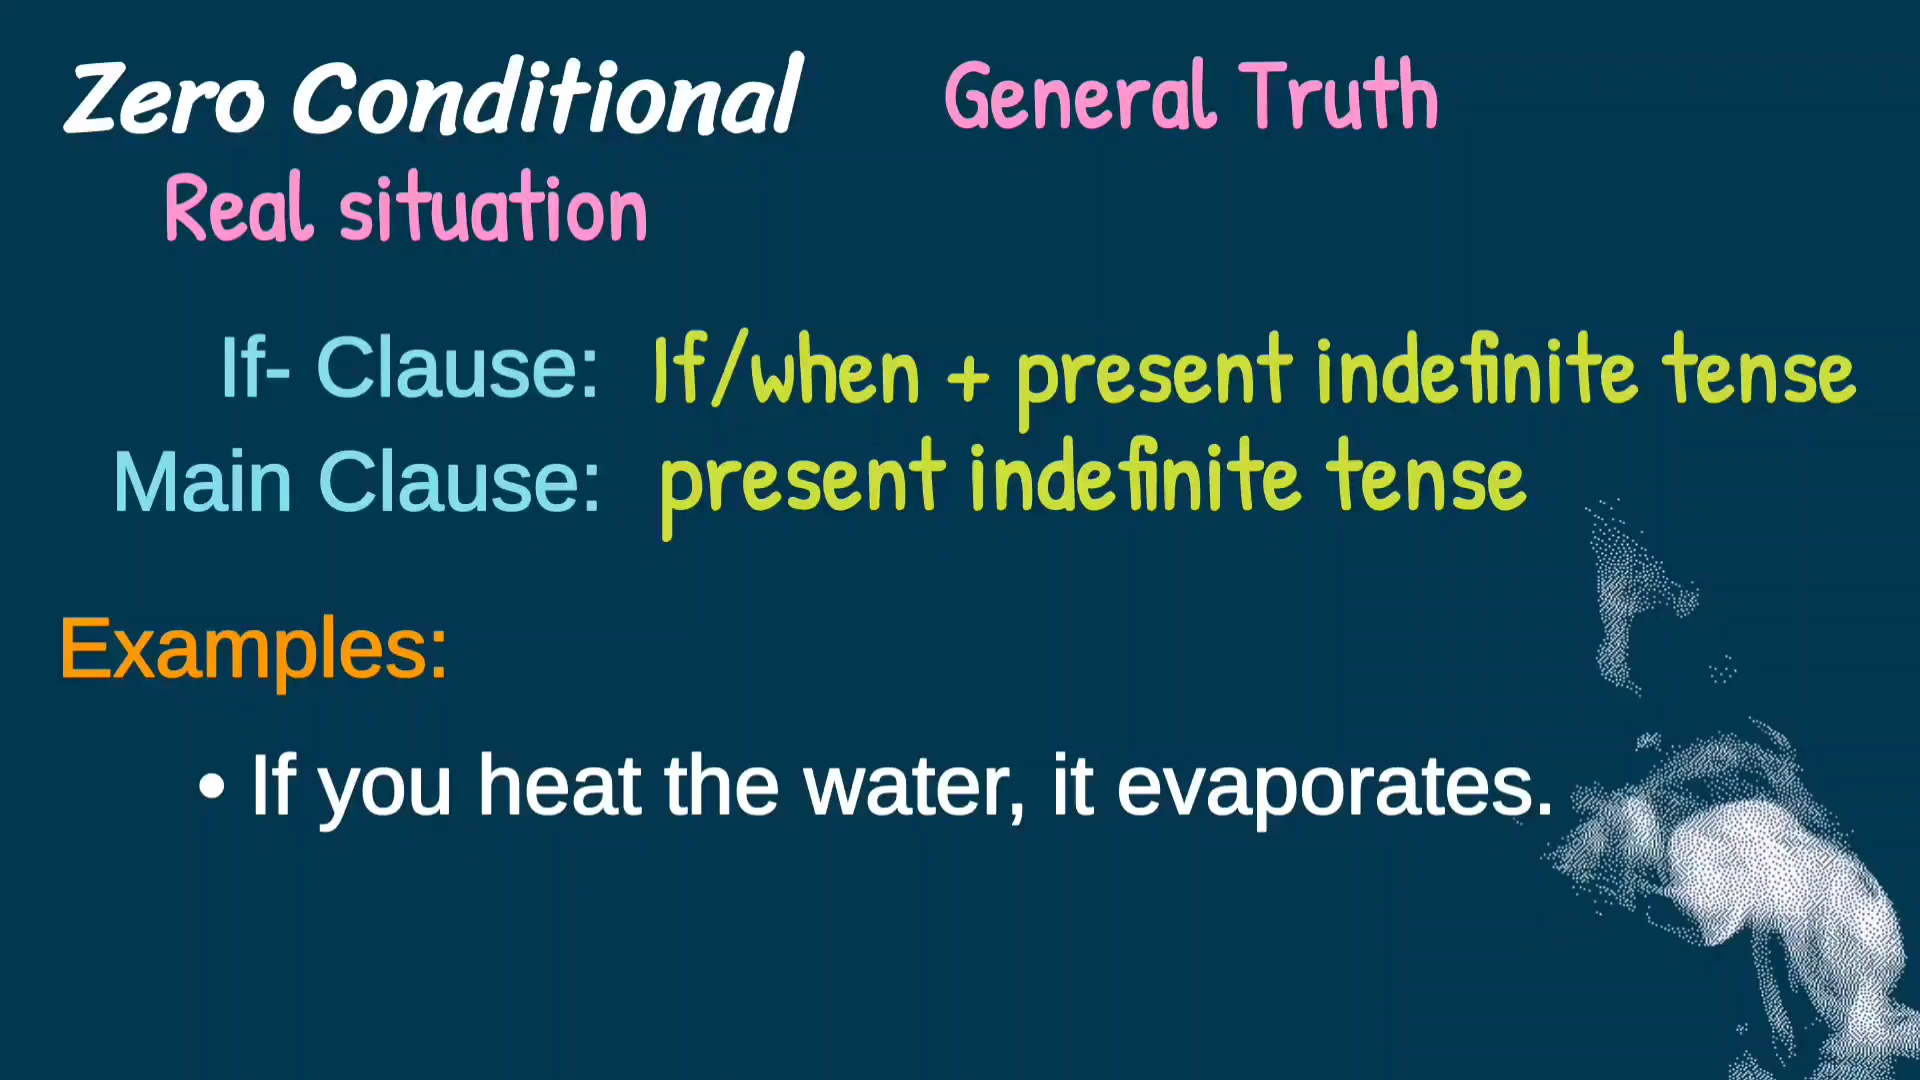 Zero Conditional General Truth
Real situation
If- Clause: If/when + present indefinite tense
Main Clause: present indefinite tense
Examples:
• If you heat the water, it evaporates.